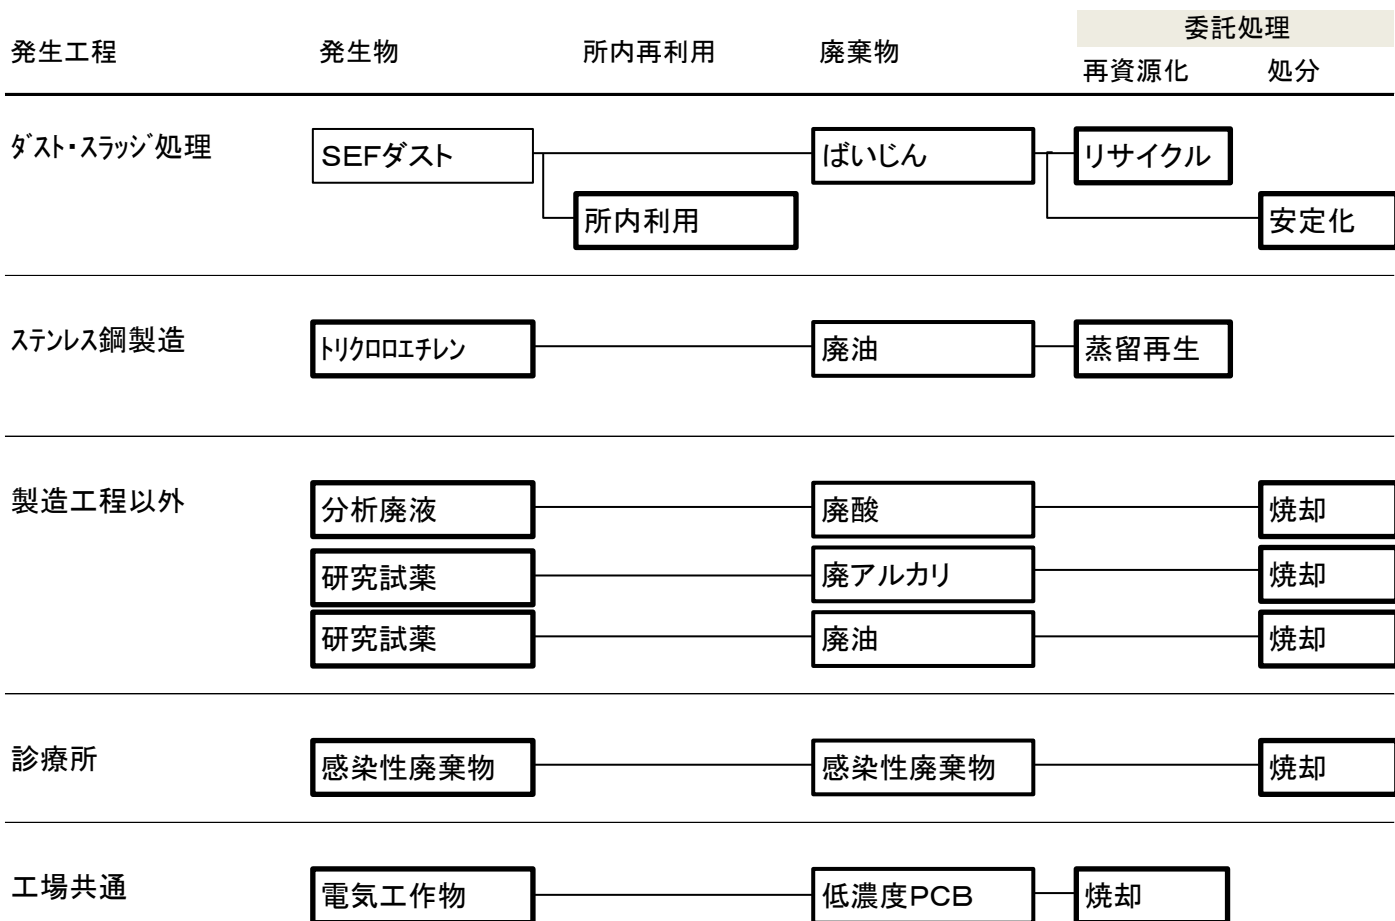 委託処理
発生工程 発生物 所内再利用 廃棄物 再資源化 処分
ﾀﾞｽﾄ・ｽﾗｯｼﾞ処理 SEFダスト ばいじん リサイクル
所内利用 安定化
ｽﾃﾝﾚｽ鋼製造 ﾄﾘｸﾛﾛｴﾁﾚﾝ 廃油 蒸留再生
製造工程以外 分析廃液 廃酸 焼却
研究試薬 廃アルカリ 焼却
研究試薬 廃油 焼却
診療所 感染性廃棄物 感染性廃棄物 焼却
工場共通 電気工作物 低濃度PCB 焼却